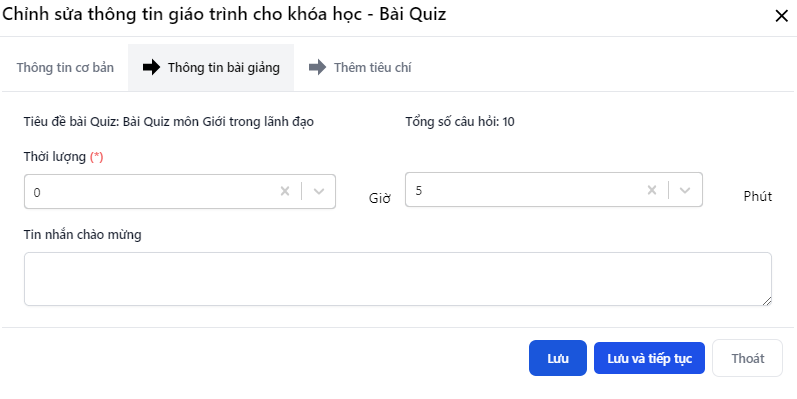 Chỉnh sửa thông tin giáo trình cho khóa học - Bài Quiz
Thông tin cơ bản
Thông tin bài giảng
Thêm tiêu chí
Tiêu đề bài Quiz: Bài Quiz môn Giới trong lãnh đạo
Tổng số câu hỏi: 10
Thời lượng (*)
0
Giờ
5
Phút
Tin nhắn chào mừng
Lưu
Lưu và tiếp tục
Thoát